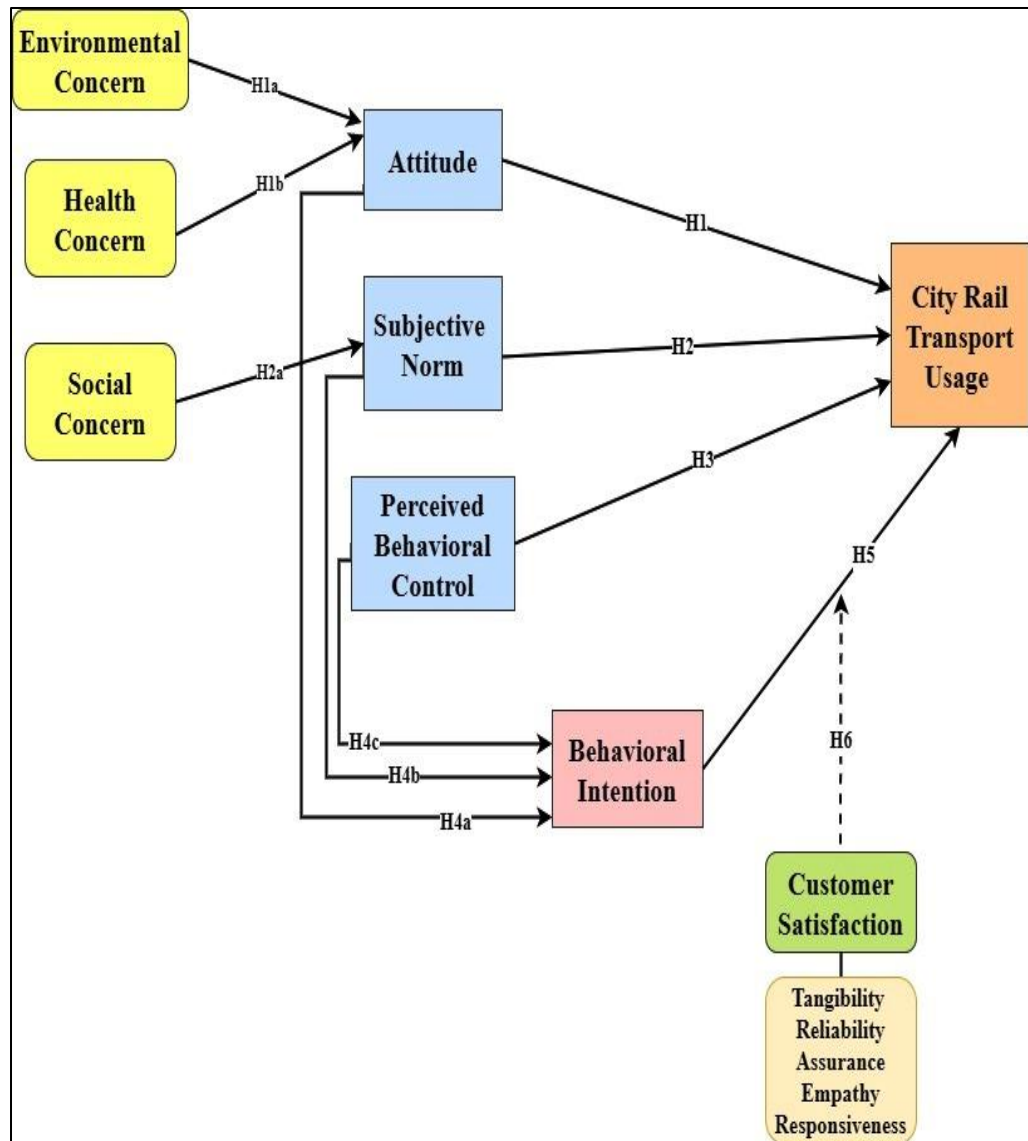 Environmental
Concern
H1a
Health
Concern
H1b
Attitude
H1
City Rail
Transport
Usage
Social
Concern
H2a
Subjective
Norm
H2
Perceived
Behavioral
Control
H3
H5
H4c
H4b
H4a
Behavioral
Intention
H6
Customer
Satisfaction
Tangibility
Reliability
Assurance
Empathy
Responsiveness